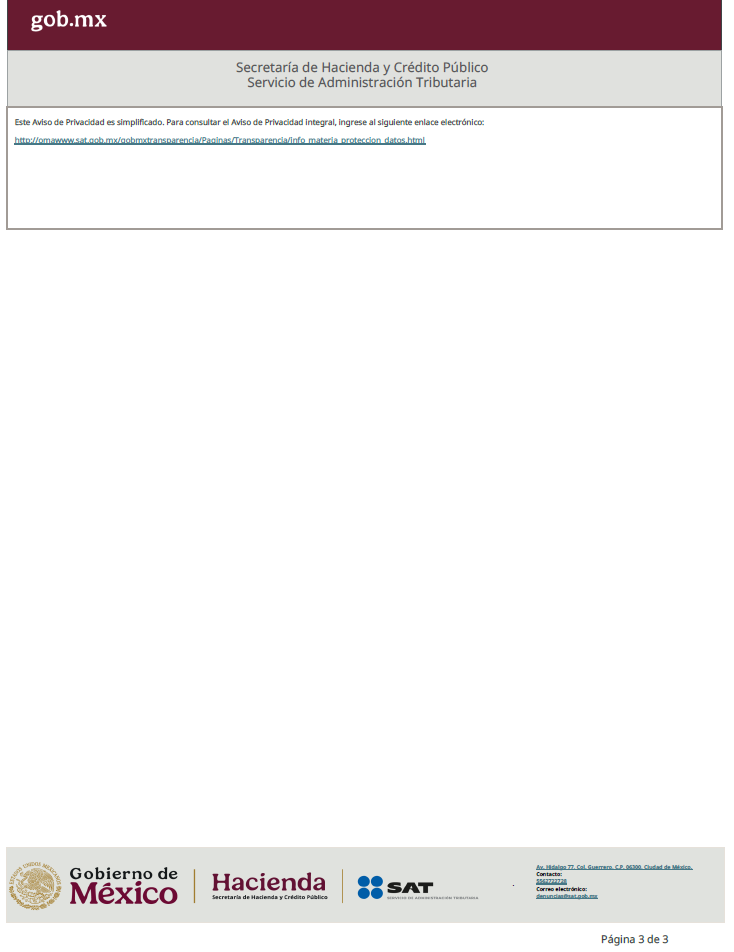 gob.mx
Secretaría de Hacienda y Crédito Público
Servicio de Administración Tributaria
Este Aviso de Privacidad es simplificado. Para consultar el Aviso de Privacidad integral, ingrese al siguiente enlace electrónico:
http://omawww.sat.gob.mx/gobmxtransparencia/Paginas/Transparencia/info_materia_proteccion_datos.html
ESTADOS UNIDOS MEXICANOS
Gobierno de
México
Hacienda
Secretaría de Hacienda y Crédito Público
SAT
SERVICIO DE ADMINISTRACIÓN TRIBUTARIA
Av. Hidalgo 77, Col. Guerrero, C.P. 06300, Ciudad de México.
Contacto:
5562722728
Correo electrónico:
denuncias@sat.gob.mx
Página 3 de 3